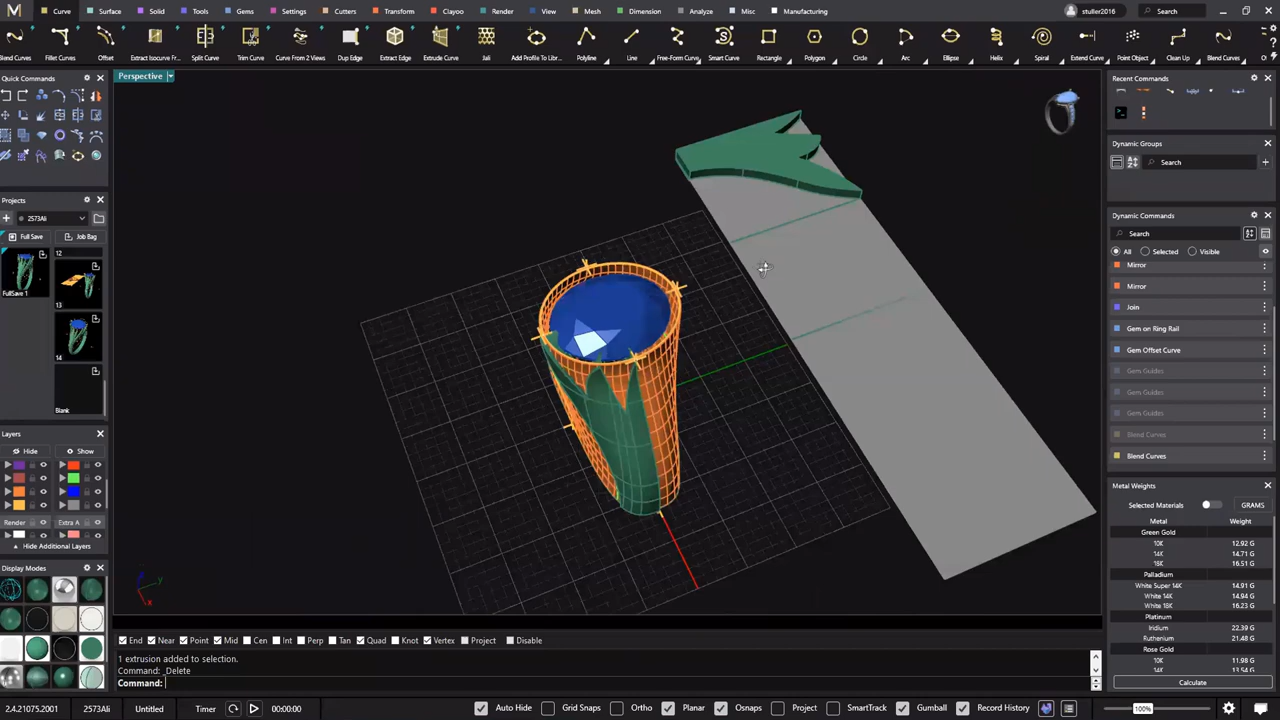 Curve Surface Solid Tools Gems Settings Cutters Transform Clayoo Render View Mesh Dimension Analyze Misc Manufacturing stuller2016 Search
Blend Curves Fillet Curves Offset Extract Isocurve Fr... Split Curve Trim Curve Curve From 2 Views Dup Edge Extract Edge Extrude Curve Jali Add Profile To Libr... Polyline Line Free-Form Curve Smart Curve Rectangle Polygon Circle Arc Ellipse Helix Spiral Extend Curve Point Object Clean Up Blend Curves
Quick Commands
Perspective
Recent Commands
Dynamic Groups
Search
Projects
2573Ali
Full Save Job Bag
FullSave 1
12
13
14
Blank
Dynamic Commands
Search
All Selected Visible
Mirror
Mirror
Join
Gem on Ring Rail
Gem Offset Curve
Gem Guides
Gem Guides
Gem Guides
Blend Curves
Blend Curves
Layers
Hide Show
Render Extra A
Hide Additional Layers
Display Modes
Metal Weights
Selected Materials GRAMS
Metal Weight
Green Gold
10K 12.92 G
14K 14.71 G
18K 16.51 G
Palladium
White Super 14K 14.91 G
White 14K 14.94 G
White 18K 16.23 G
Platinum
Iridium 22.39 G
Ruthenium 21.48 G
Rose Gold
10K 11.98 G
14K 13.54 G
Calculate
x
y
End Near Point Mid Cen Int Perp Tan Quad Knot Vertex Project Disable
1 extrusion added to selection.
Command: _Delete
Command:
2.4.21075.2001 2573Ali Untitled Timer 00:00:00 Auto Hide Grid Snaps Ortho Planar Osnaps Project SmartTrack Gumball Record History 100%